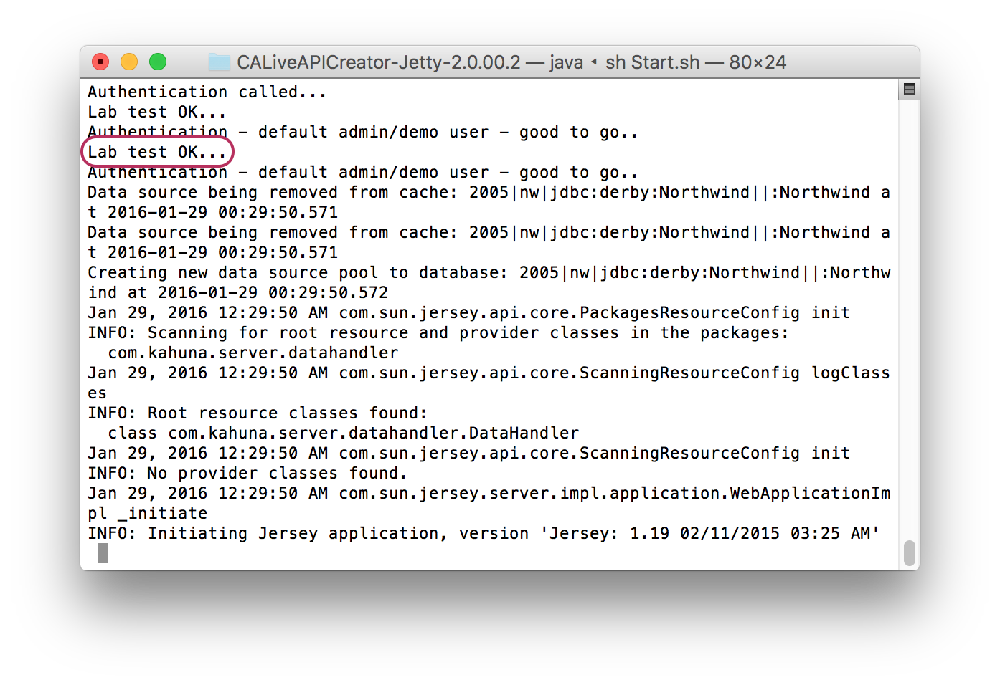 CALiveAPICreator-Jetty-2.0.00.2 — java ◂ sh Start.sh — 80×24
Authentication called...
Lab test OK...
Authentication - default admin/demo user - good to go..
Lab test OK...
Authentication - default admin/demo user - good to go..
Data source being removed from cache: 2005|nw|jdbc:derby:Northwind||:Northwind a
t 2016-01-29 00:29:50.571
Data source being removed from cache: 2005|nw|jdbc:derby:Northwind||:Northwind a
t 2016-01-29 00:29:50.571
Creating new data source pool to database: 2005|nw|jdbc:derby:Northwind||:Northw
ind at 2016-01-29 00:29:50.572
Jan 29, 2016 12:29:50 AM com.sun.jersey.api.core.PackagesResourceConfig init
INFO: Scanning for root resource and provider classes in the packages:
  com.kahuna.server.datahandler
Jan 29, 2016 12:29:50 AM com.sun.jersey.api.core.ScanningResourceConfig logClass
es
INFO: Root resource classes found:
  class com.kahuna.server.datahandler.DataHandler
Jan 29, 2016 12:29:50 AM com.sun.jersey.api.core.ScanningResourceConfig init
INFO: No provider classes found.
Jan 29, 2016 12:29:50 AM com.sun.jersey.server.impl.application.WebApplicationIm
pl _initiate
INFO: Initiating Jersey application, version 'Jersey: 1.19 02/11/2015 03:25 AM'